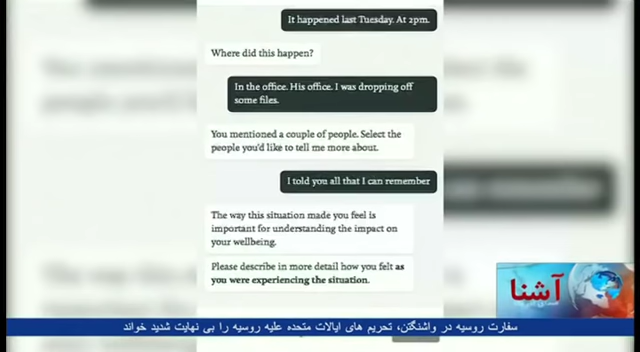 It happened last Tuesday. At 2pm.
Where did this happen?
In the office. His office. I was dropping off
some files.
You mentioned a couple of people. Select the
people you'd like to tell me more about.
I told you all that I can remember
The way this situation made you feel is
important for understanding the impact on
your wellbeing.
Please describe in more detail how you felt as
you were experiencing the situation.
آشنا
سفارت روسیه در واشنگتن، تحریم های ایالات متحده علیه روسیه را بی نهایت شدید خواند